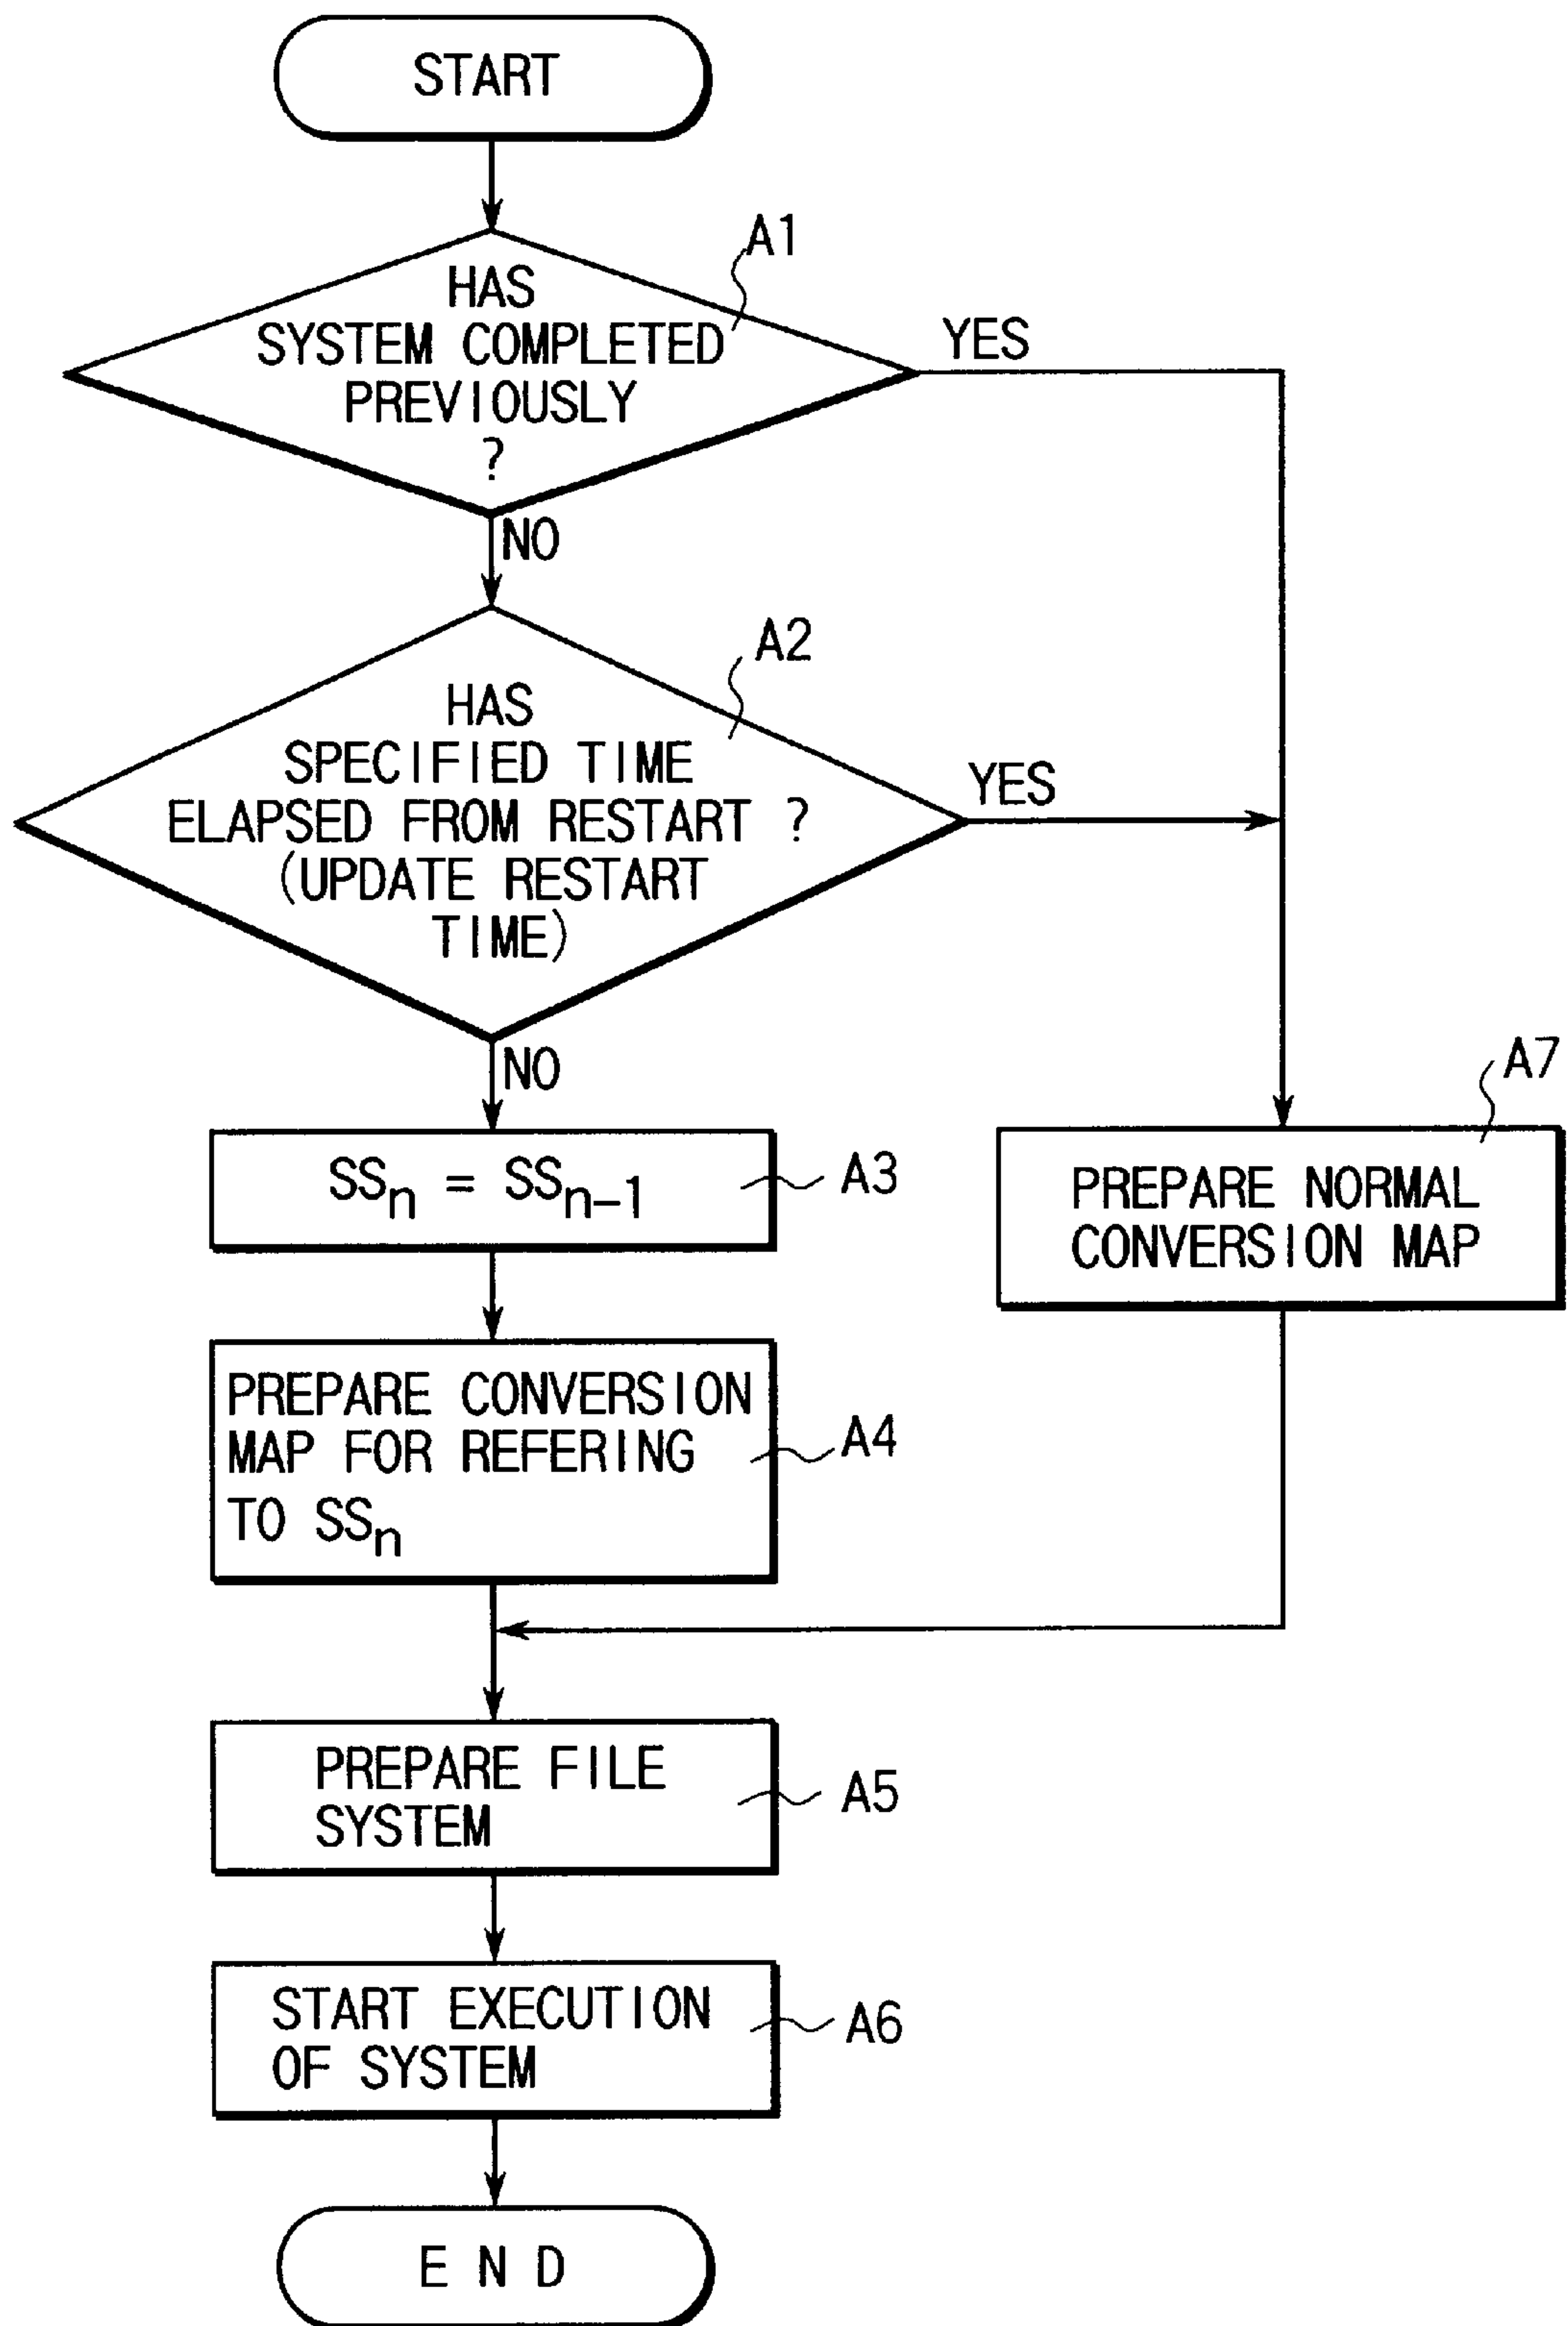 START
A1
HAS
SYSTEM COMPLETED
PREVIOUSLY
?
YES
NO
A2
HAS
SPECIFIED TIME
ELAPSED FROM RESTART ?
(UPDATE RESTART
TIME)
YES
NO
A3
SSn = SSn-1
A7
PREPARE NORMAL
CONVERSION MAP
PREPARE CONVERSION
MAP FOR REFERING
TO SSn
A4
PREPARE FILE
SYSTEM
A5
START EXECUTION
OF SYSTEM
A6
END